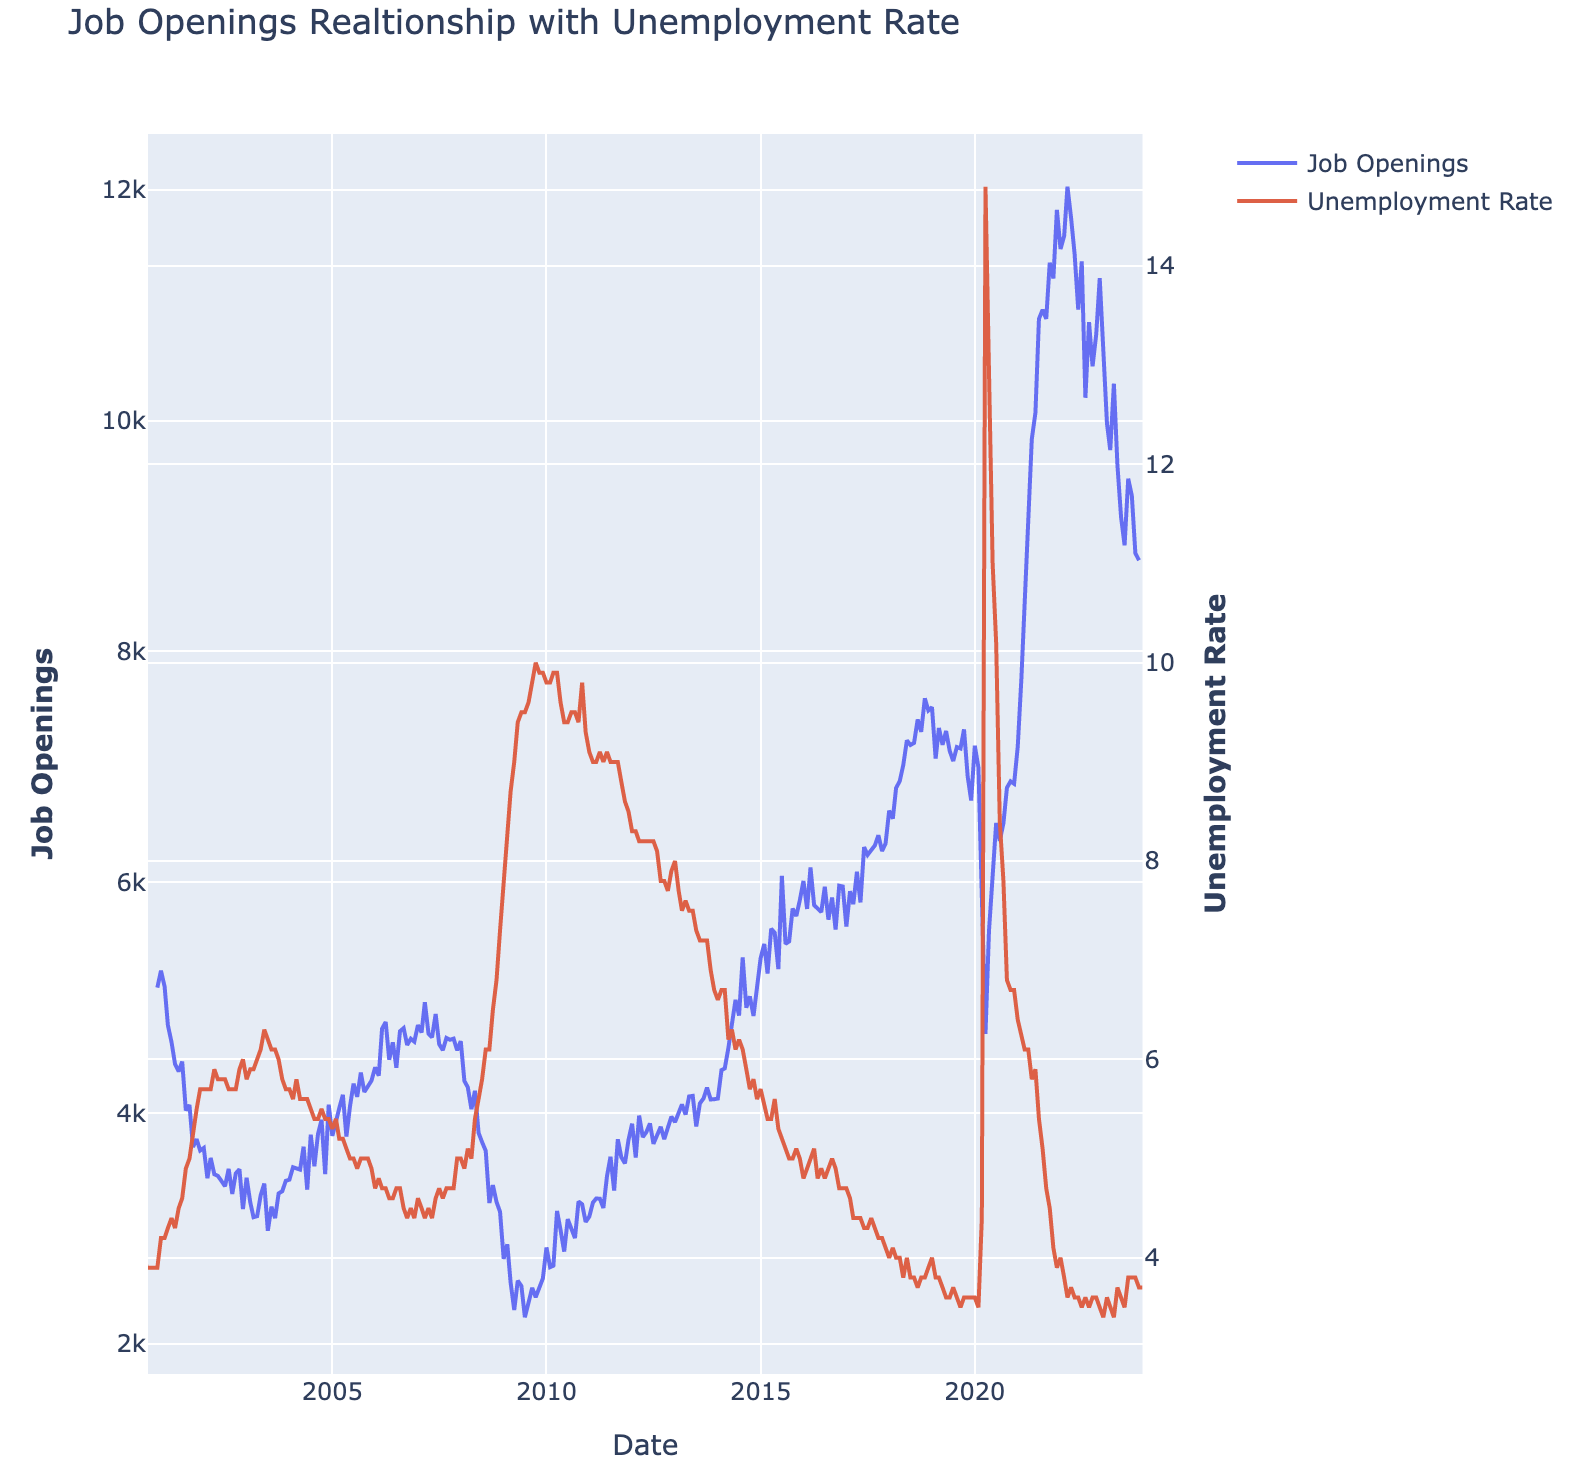 Job Openings Realtionship with Unemployment Rate
Job Openings
Unemployment Rate
12k
10k
8k
6k
4k
2k
14
12
10
8
6
4
Job Openings
Unemployment Rate
2005
2010
2015
2020
Date